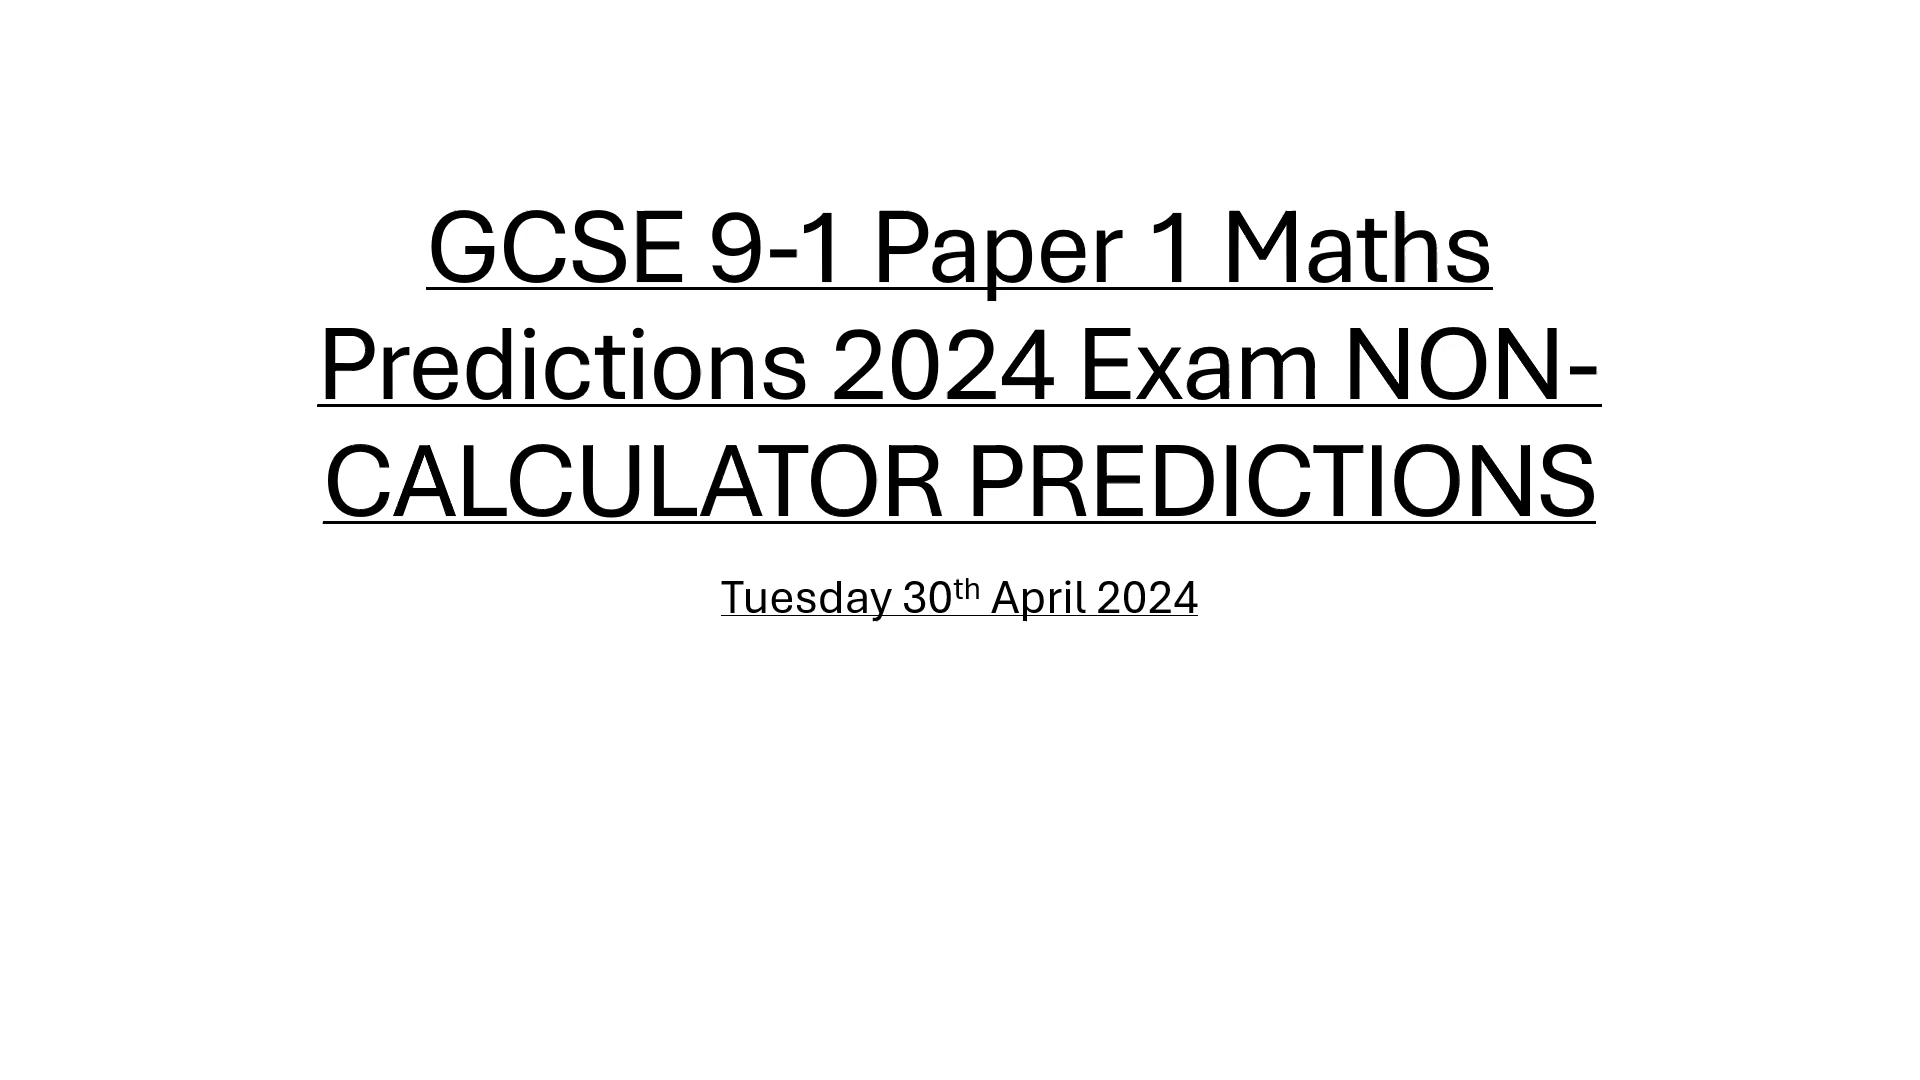 GCSE 9-1 Paper 1 Maths
Predictions 2024 Exam NON-
CALCULATOR PREDICTIONS
Tuesday 30th April 2024